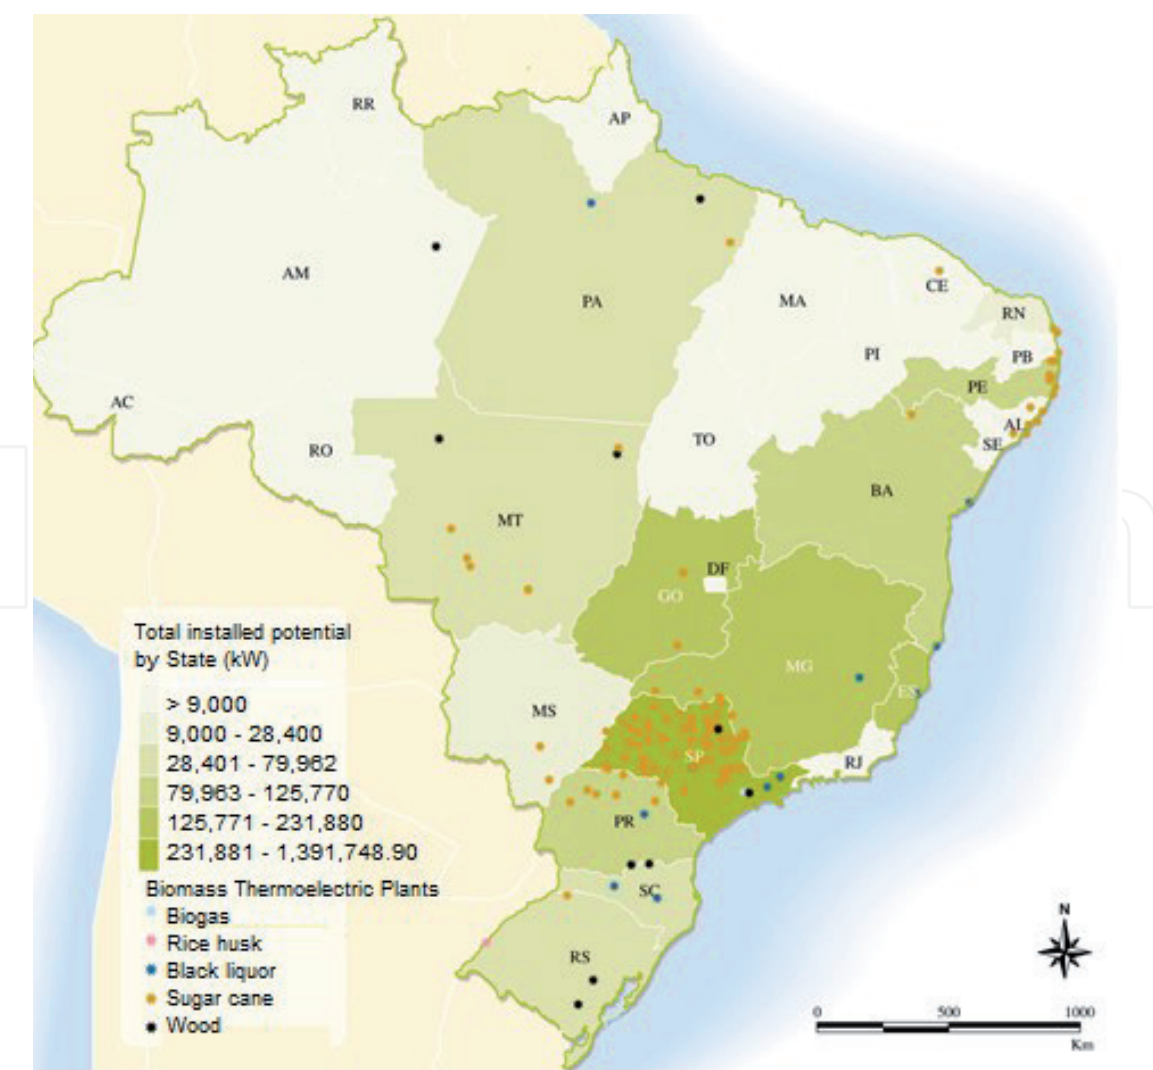 RR
AP
AM
PA
MA
CE
RN
PI
PB
PE
AC
AL
RO
TO
SE
BA
MT
DF
GO
MG
ES
MS
SP
RJ
PR
SC
RS
Total installed potential
by State (kW)
> 9,000
9,000 - 28,400
28,401 - 79,962
79,963 - 125,770
125,771 - 231,880
231,881 - 1,391,748.90
Biomass Thermoelectric Plants
Biogas
Rice husk
Black liquor
Sugar cane
Wood
N
0 500 1000
Km